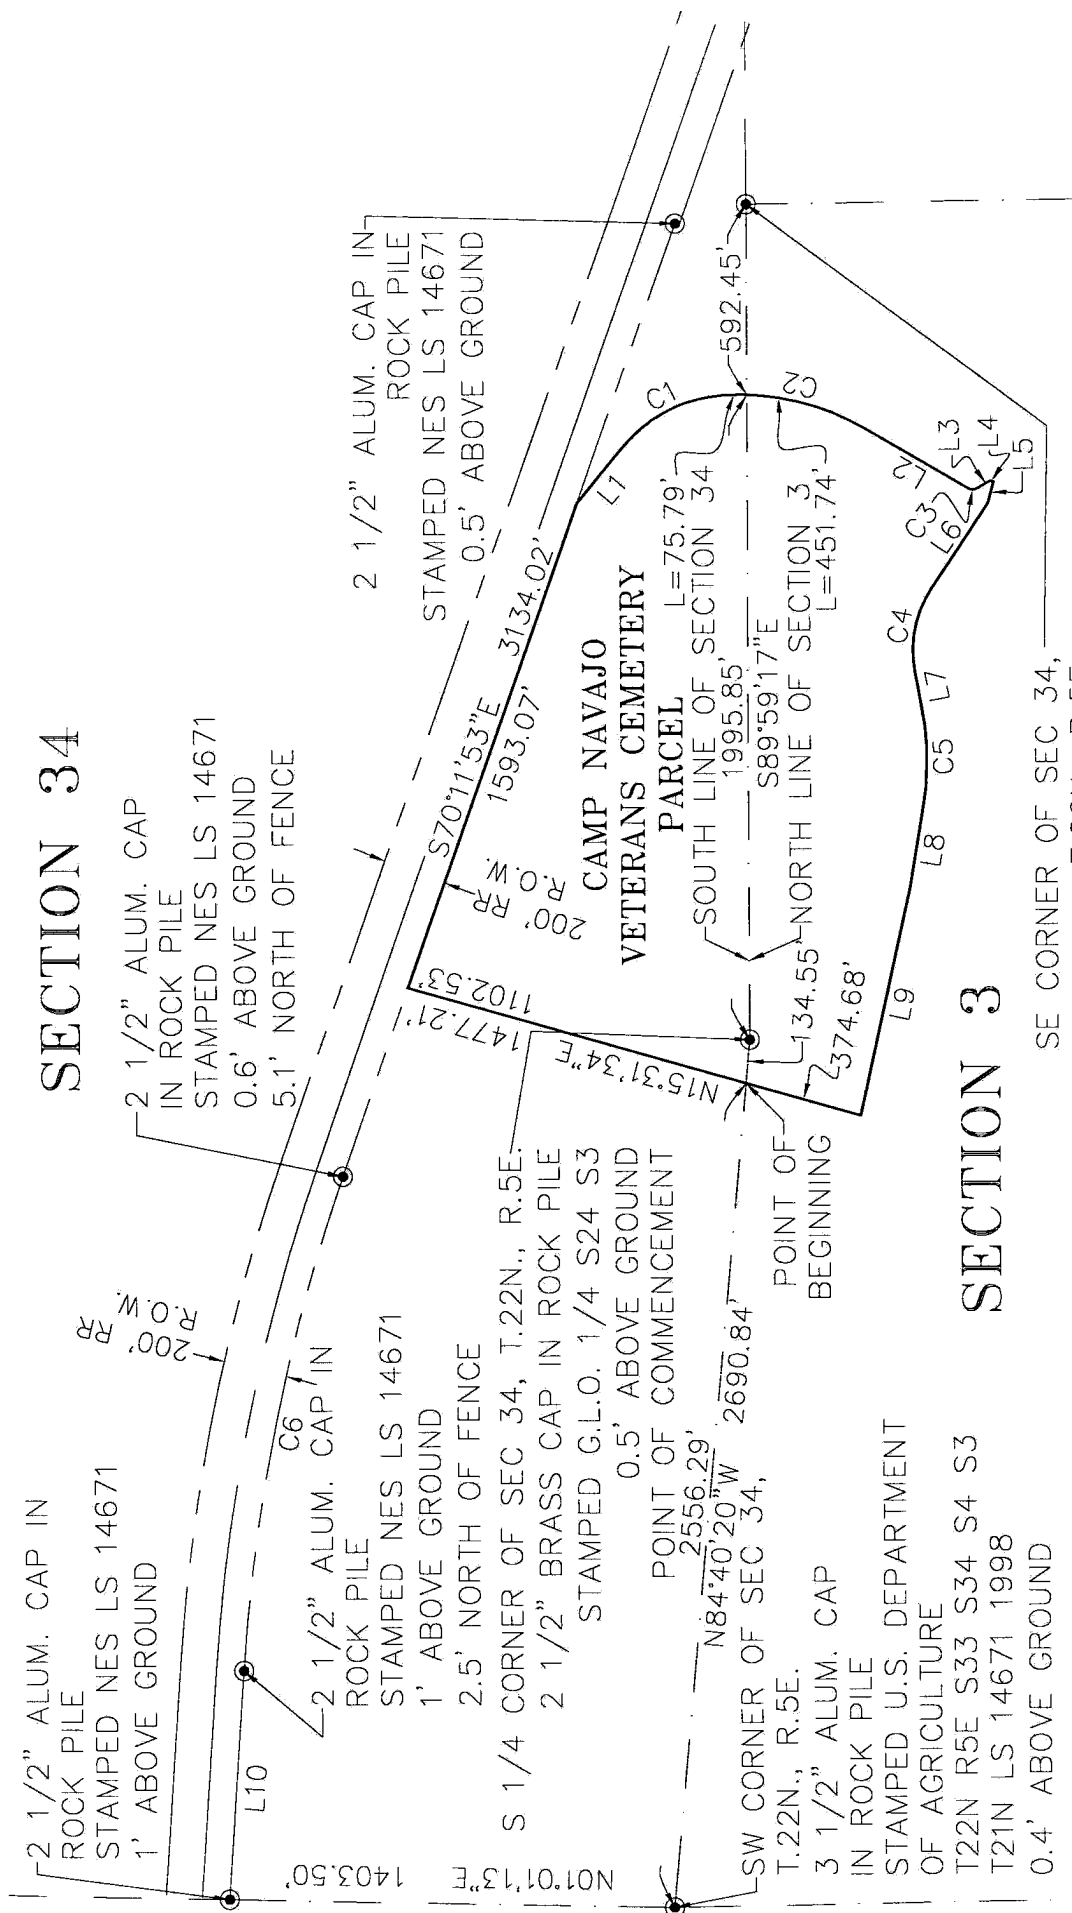 SECTION 34
2 1/2" ALUM. CAP IN
ROCK PILE
STAMPED NES LS 14671
1' ABOVE GROUND
200' RR
R.O.W.
2 1/2" ALUM. CAP
IN ROCK PILE
STAMPED NES LS 14671
0.6' ABOVE GROUND
5.1' NORTH OF FENCE
2 1/2" ALUM. CAP IN
ROCK PILE
STAMPED NES LS 14671
0.5' ABOVE GROUND
L10
C6
2 1/2" ALUM. CAP IN
ROCK PILE
STAMPED NES LS 14671
1' ABOVE GROUND
2.5' NORTH OF FENCE
N01°01'13"E
1403.50'
S 1/4 CORNER OF SEC 34, T.22N., R.5E.
2 1/2" BRASS CAP IN ROCK PILE
STAMPED G.L.O. 1/4 S24 S3
0.5' ABOVE GROUND
POINT OF COMMENCEMENT
2556.29'
N84°40'20"W 2690.84'
SW CORNER OF SEC 34,
T.22N., R.5E.
3 1/2" ALUM. CAP
IN ROCK PILE
STAMPED U.S. DEPARTMENT
OF AGRICULTURE
T22N R5E S33 S34 S4 S3
T21N LS 14671 1998
0.4' ABOVE GROUND
S70°11'53"E
3134.02'
1593.07'
200' RR
R.O.W.
1102.53'
1477.21'
N15°31'34"E
CAMP NAVAJO
VETERANS CEMETERY
PARCEL
L=75.79'
SOUTH LINE OF SECTION 34
1995.85'
S89°59'17"E
NORTH LINE OF SECTION 3
L=451.74'
592.45'
134.55'
374.68'
POINT OF
BEGINNING
L1
C1
C2
L2
L3
L4
L5
C3
L6
C4
L7
C5
L8
L9
SECTION 3
SE CORNER OF SEC 34,